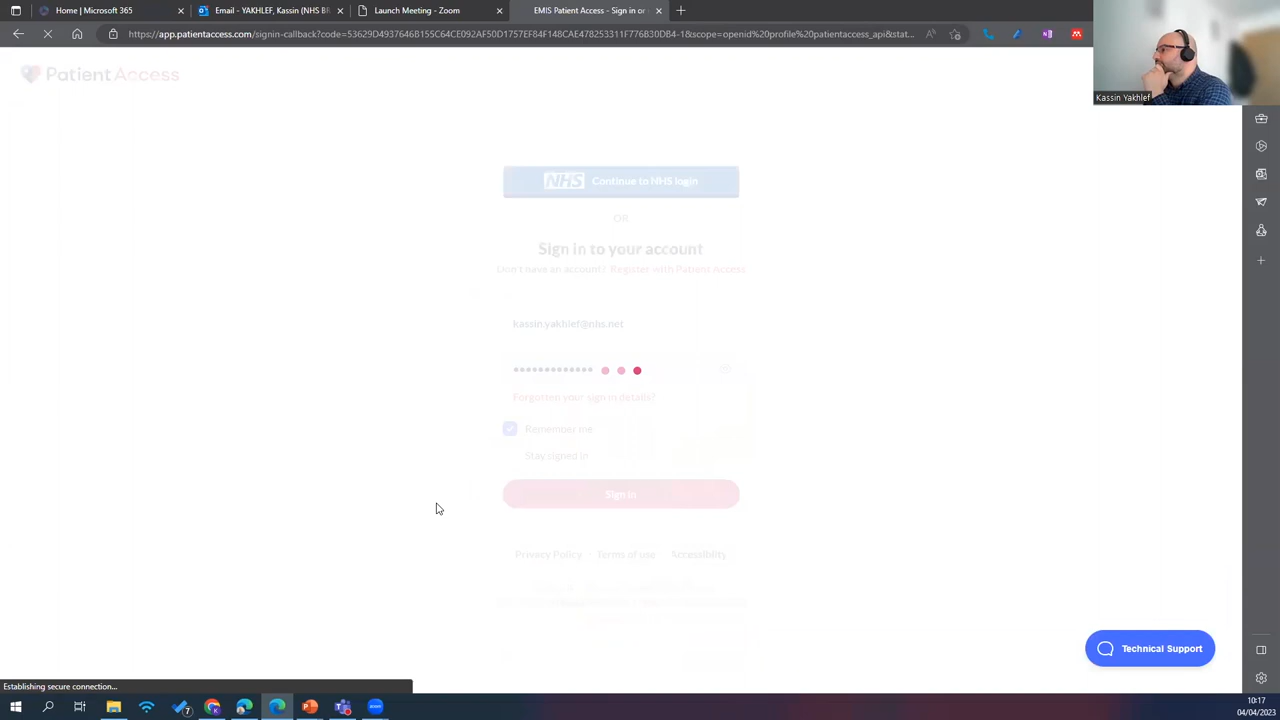 Home | Microsoft 365
Email - YAKHLEF, Kassin (NHS BR
Launch Meeting - Zoom
EMIS Patient Access - Sign in or
https://app.patientaccess.com/signin-callback?code=53629D4937646B155C64CE092AF50D1757EF84F148CAE478253311F776B30DB4-1&scope=openid%20profile%20patientaccess_api&stat...
Kassin Yakhlef
Patient Access
NHS Continue to NHS login
OR
Sign in to your account
Don't have an account? Register with Patient Access
kassin.yakhlef@nhs.net
Forgotten your sign in details?
Remember me
Stay signed in
Sign in
Privacy Policy Terms of use Accessibility
Technical Support
Establishing secure connection...
7
10:17
04/04/2023